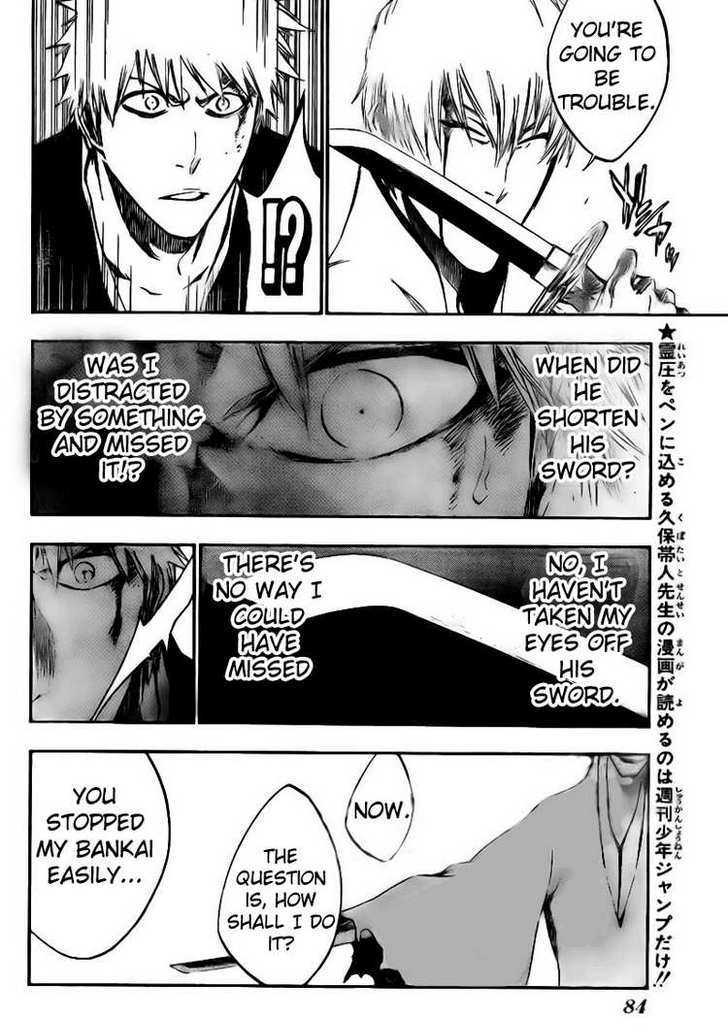 YOU'RE
GOING TO
BE
TROUBLE.
!?
WHEN DID
HE
SHORTEN
HIS
SWORD?
WAS I
DISTRACTED
BY SOMETHING
AND MISSED
IT!?
NO, I
HAVEN'T
TAKEN MY
EYES OFF
HIS
SWORD.
THERE'S
NO WAY I
COULD
HAVE
MISSED
NOW.
THE
QUESTION
IS, HOW
SHALL I
DO IT?
YOU
STOPPED
MY BANKAI
EASILY...
★霊圧をペンに込める久保帯人先生の漫画が読めるのは週刊少年ジャンプだけ!!
84